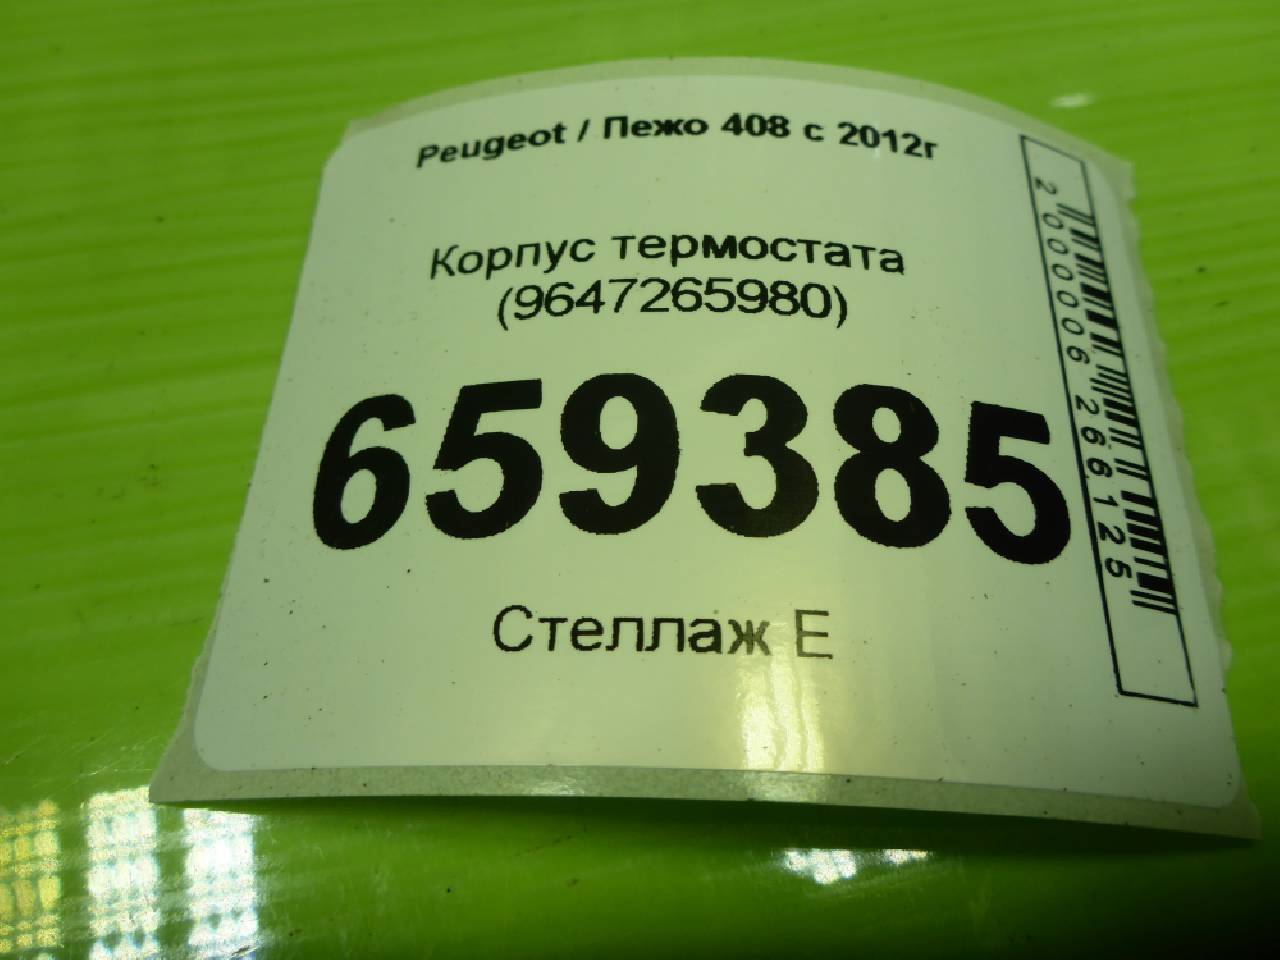 Peugeot / Пежо 408 с 2012г
Корпус термостата
(9647265980)
659385
Стеллаж Е
2000006266125